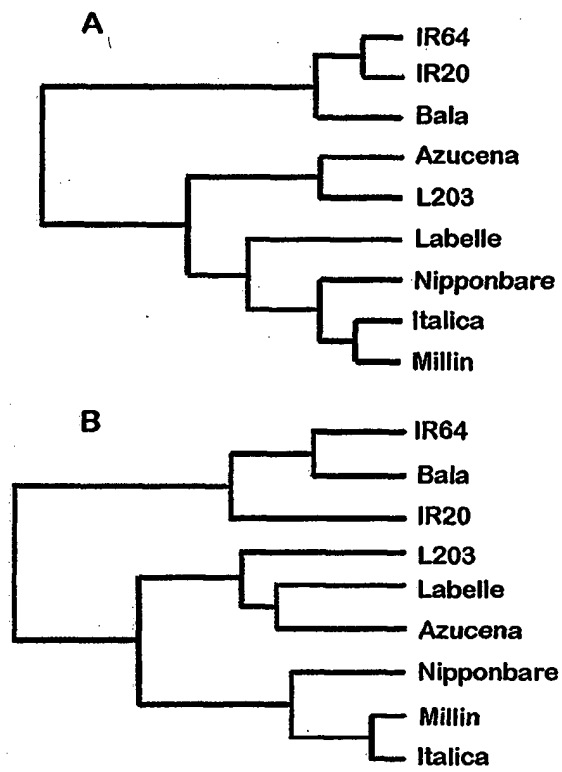 A
IR64
IR20
Bala
Azucena
L203
Labelle
Nipponbare
Italica
Millin
B
IR64
Bala
IR20
L203
Labelle
Azucena
Nipponbare
Millin
Italica